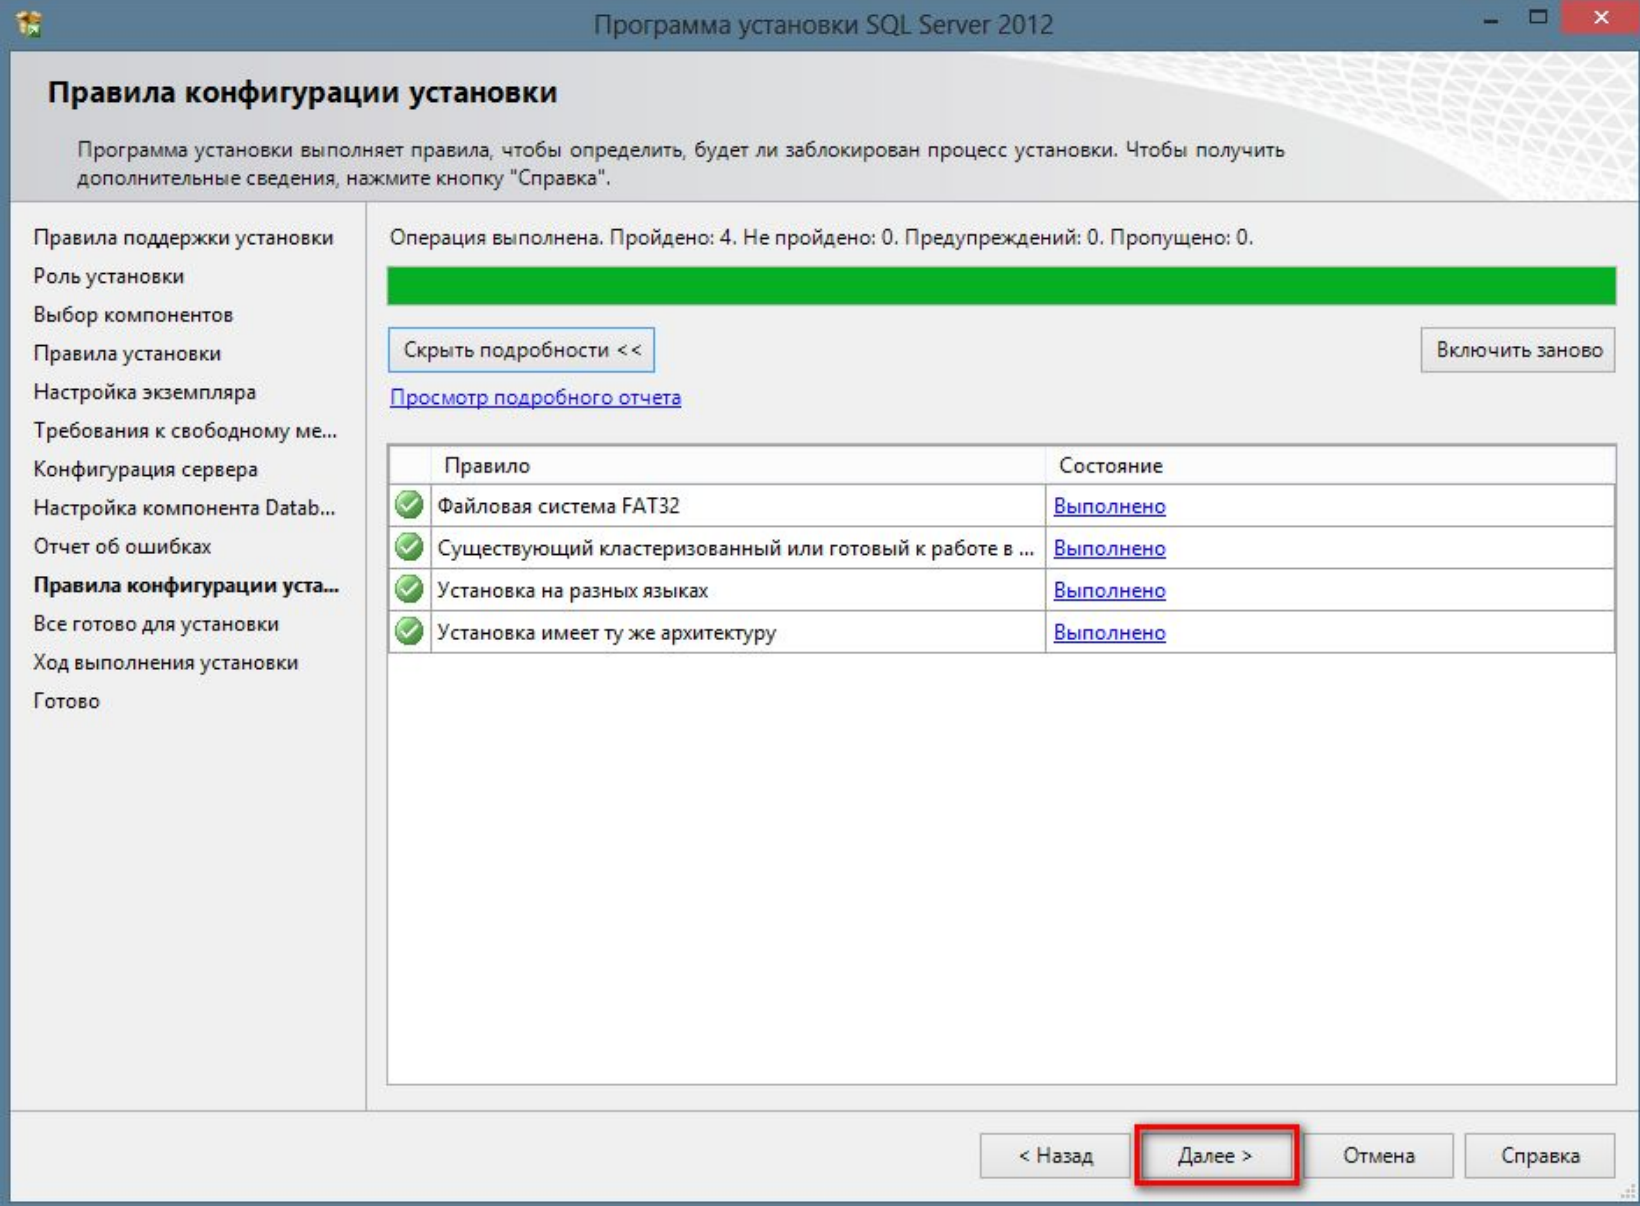 Программа установки SQL Server 2012
Правила конфигурации установки
Программа установки выполняет правила, чтобы определить, будет ли заблокирован процесс установки. Чтобы получить
дополнительные сведения, нажмите кнопку "Справка".
Правила поддержки установки
Роль установки
Выбор компонентов
Правила установки
Настройка экземпляра
Требования к свободному ме...
Конфигурация сервера
Настройка компонента Datab...
Отчет об ошибках
Правила конфигурации уста...
Все готово для установки
Ход выполнения установки
Готово
Операция выполнена. Пройдено: 4. Не пройдено: 0. Предупреждений: 0. Пропущено: 0.
Скрыть подробности <<
Включить заново
Просмотр подробного отчета
Правило Состояние
Файловая система FAT32 Выполнено
Существующий кластеризованный или готовый к работе в ... Выполнено
Установка на разных языках Выполнено
Установка имеет ту же архитектуру Выполнено
< Назад Далее > Отмена Справка